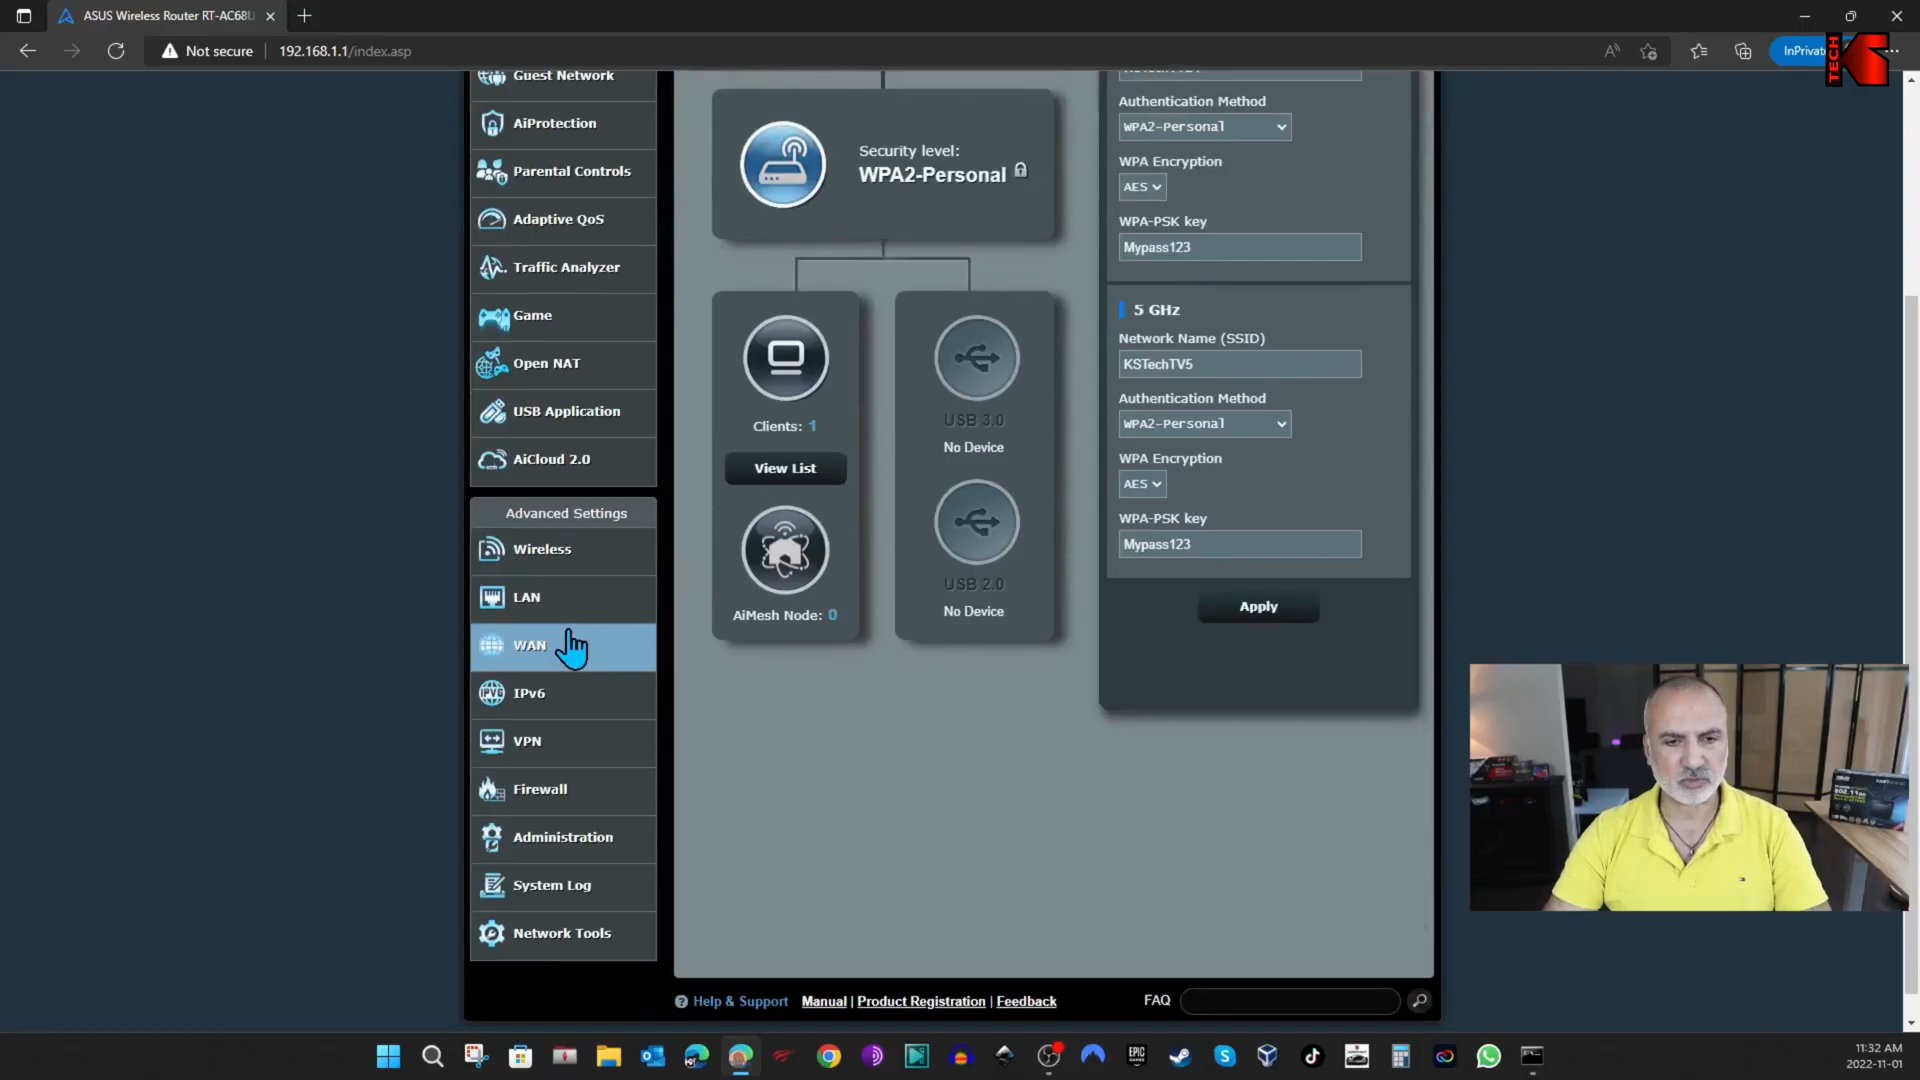 ASUS Wireless Router RT-AC68U
Not secure
192.168.1.1/index.asp
InPrivate
TECH
Guest Network
AiProtection
Parental Controls
Adaptive QoS
Traffic Analyzer
Game
Open NAT
USB Application
AiCloud 2.0
Advanced Settings
Wireless
LAN
WAN
IPv6
VPN
Firewall
Administration
System Log
Network Tools
Security level:
WPA2-Personal
Clients: 1
View List
AiMesh Node: 0
USB 3.0
No Device
USB 2.0
No Device
Authentication Method
WPA2-Personal
WPA Encryption
AES
WPA-PSK key
Mypass123
5 GHz
Network Name (SSID)
KSTechTV5
Authentication Method
WPA2-Personal
WPA Encryption
AES
WPA-PSK key
Mypass123
Apply
Help & Support
Manual | Product Registration | Feedback
FAQ
11:32 AM
2022-11-01